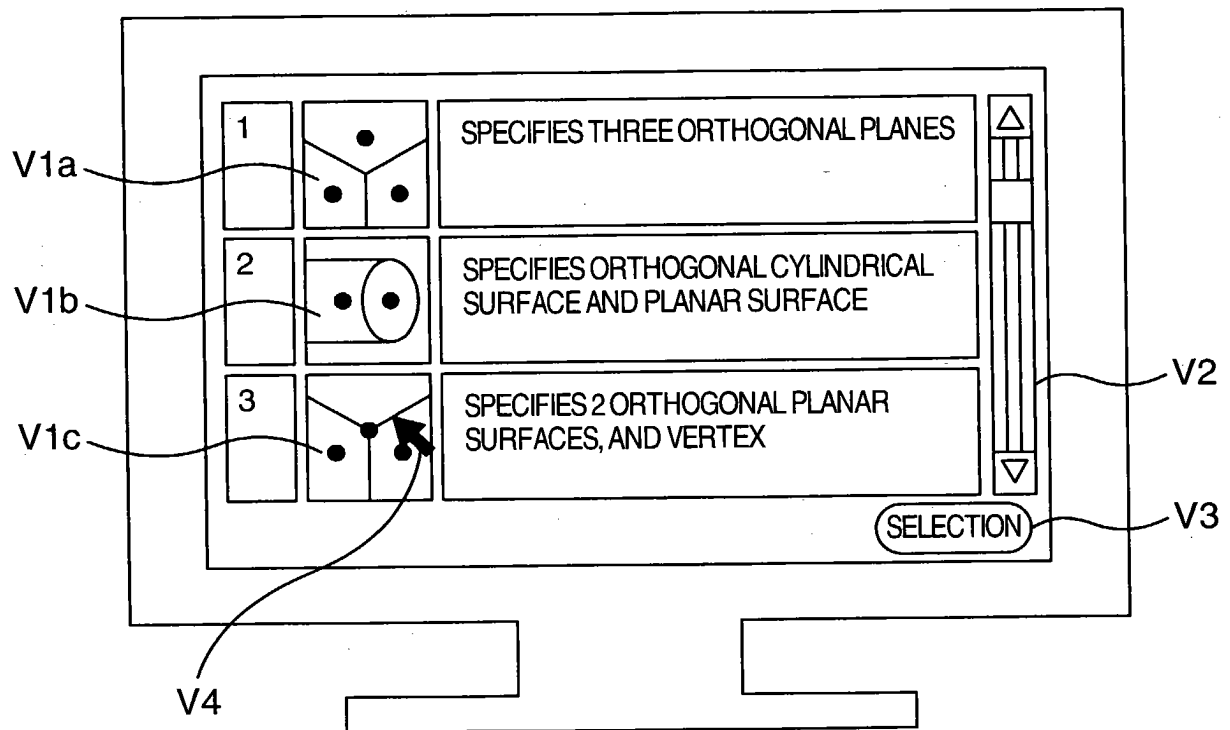 1
SPECIFIES THREE ORTHOGONAL PLANES
V1a
2
SPECIFIES ORTHOGONAL CYLINDRICAL
SURFACE AND PLANAR SURFACE
V1b
3
SPECIFIES 2 ORTHOGONAL PLANAR
SURFACES, AND VERTEX
V1c
V2
SELECTION
V3
V4